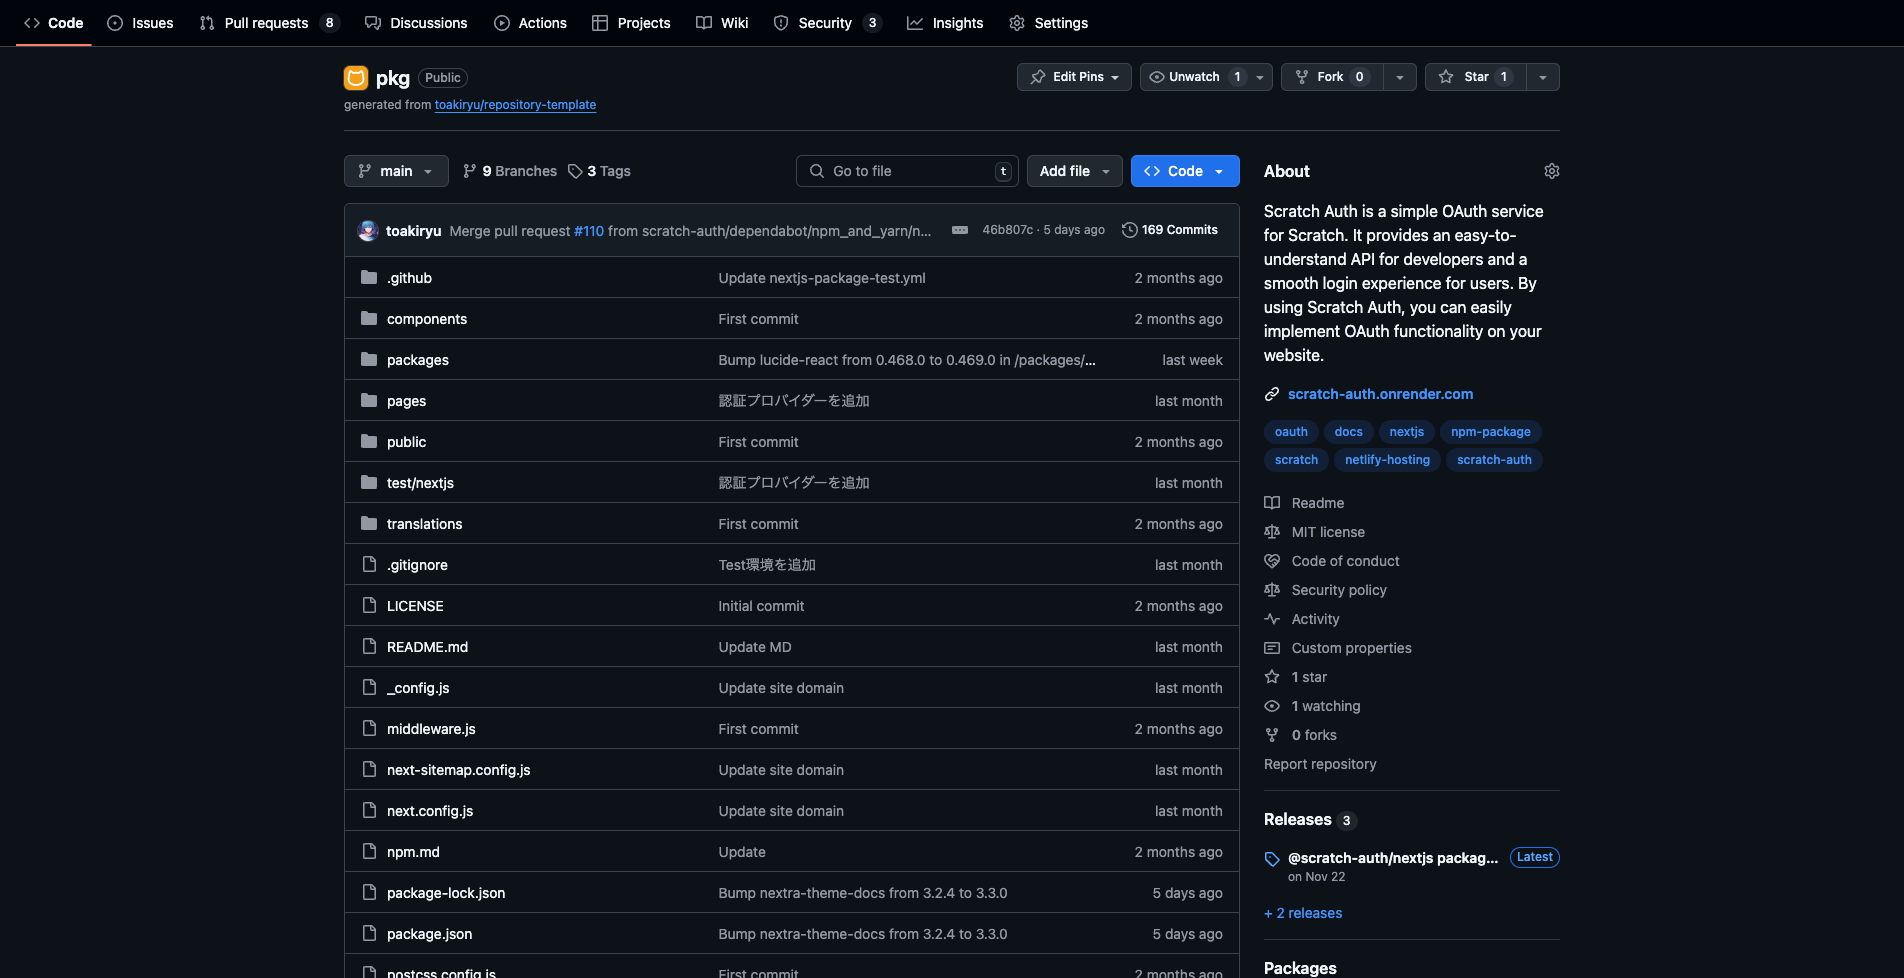 Code Issues Pull requests 8 Discussions Actions Projects Wiki Security 3 Insights Settings
pkg Public Edit Pins Unwatch 1 Fork 0 Star 1
generated from toakiryu/repository-template
main 9 Branches 3 Tags Go to file t Add file Code
toakiryu Merge pull request #110 from scratch-auth/dependabot/npm_and_yarn/n... 46b807c · 5 days ago 169 Commits
.github Update nextjs-package-test.yml 2 months ago
components First commit 2 months ago
packages Bump lucide-react from 0.468.0 to 0.469.0 in /packages/... last week
pages 認証プロバイダーを追加 last month
public First commit 2 months ago
test/nextjs 認証プロバイダーを追加 last month
translations First commit 2 months ago
.gitignore Test環境を追加 last month
LICENSE Initial commit 2 months ago
README.md Update MD last month
_config.js Update site domain last month
middleware.js First commit 2 months ago
next-sitemap.config.js Update site domain last month
next.config.js Update site domain last month
npm.md Update 2 months ago
package-lock.json Bump nextra-theme-docs from 3.2.4 to 3.3.0 5 days ago
package.json Bump nextra-theme-docs from 3.2.4 to 3.3.0 5 days ago
postcss.config.js First commit 2 months ago
About
Scratch Auth is a simple OAuth service
for Scratch. It provides an easy-to-
understand API for developers and a
smooth login experience for users. By
using Scratch Auth, you can easily
implement OAuth functionality on your
website.
scratch-auth.onrender.com
oauth docs nextjs npm-package
scratch netlify-hosting scratch-auth
Readme
MIT license
Code of conduct
Security policy
Activity
Custom properties
1 star
1 watching
0 forks
Report repository
Releases 3
@scratch-auth/nextjs packag... Latest
on Nov 22
+ 2 releases
Packages